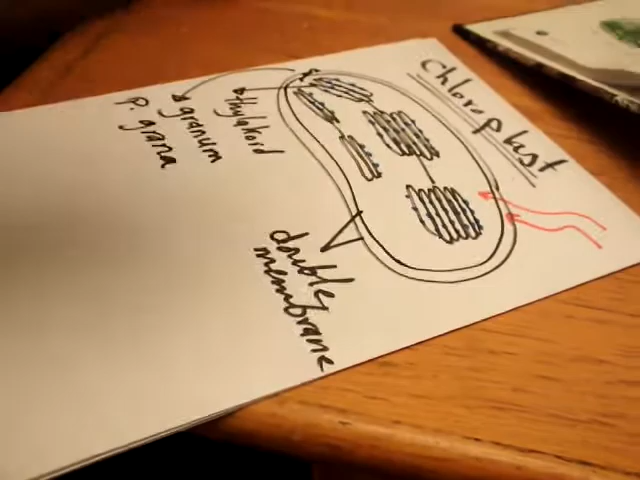 Chloroplast
thylakoid
granum
p. grana
double
membrane